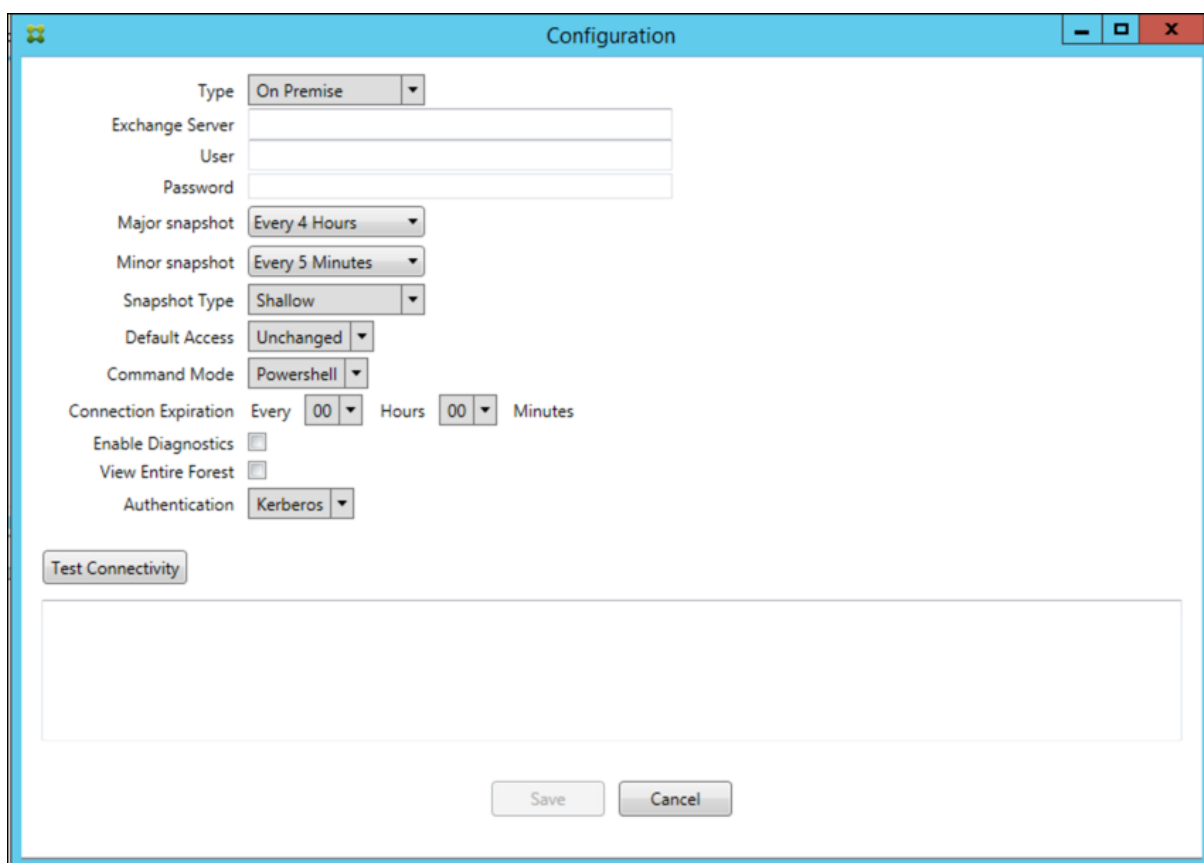 Configuration
Type On Premise
Exchange Server
User
Password
Major snapshot Every 4 Hours
Minor snapshot Every 5 Minutes
Snapshot Type Shallow
Default Access Unchanged
Command Mode Powershell
Connection Expiration Every 00 Hours 00 Minutes
Enable Diagnostics
View Entire Forest
Authentication Kerberos
Test Connectivity
Save Cancel